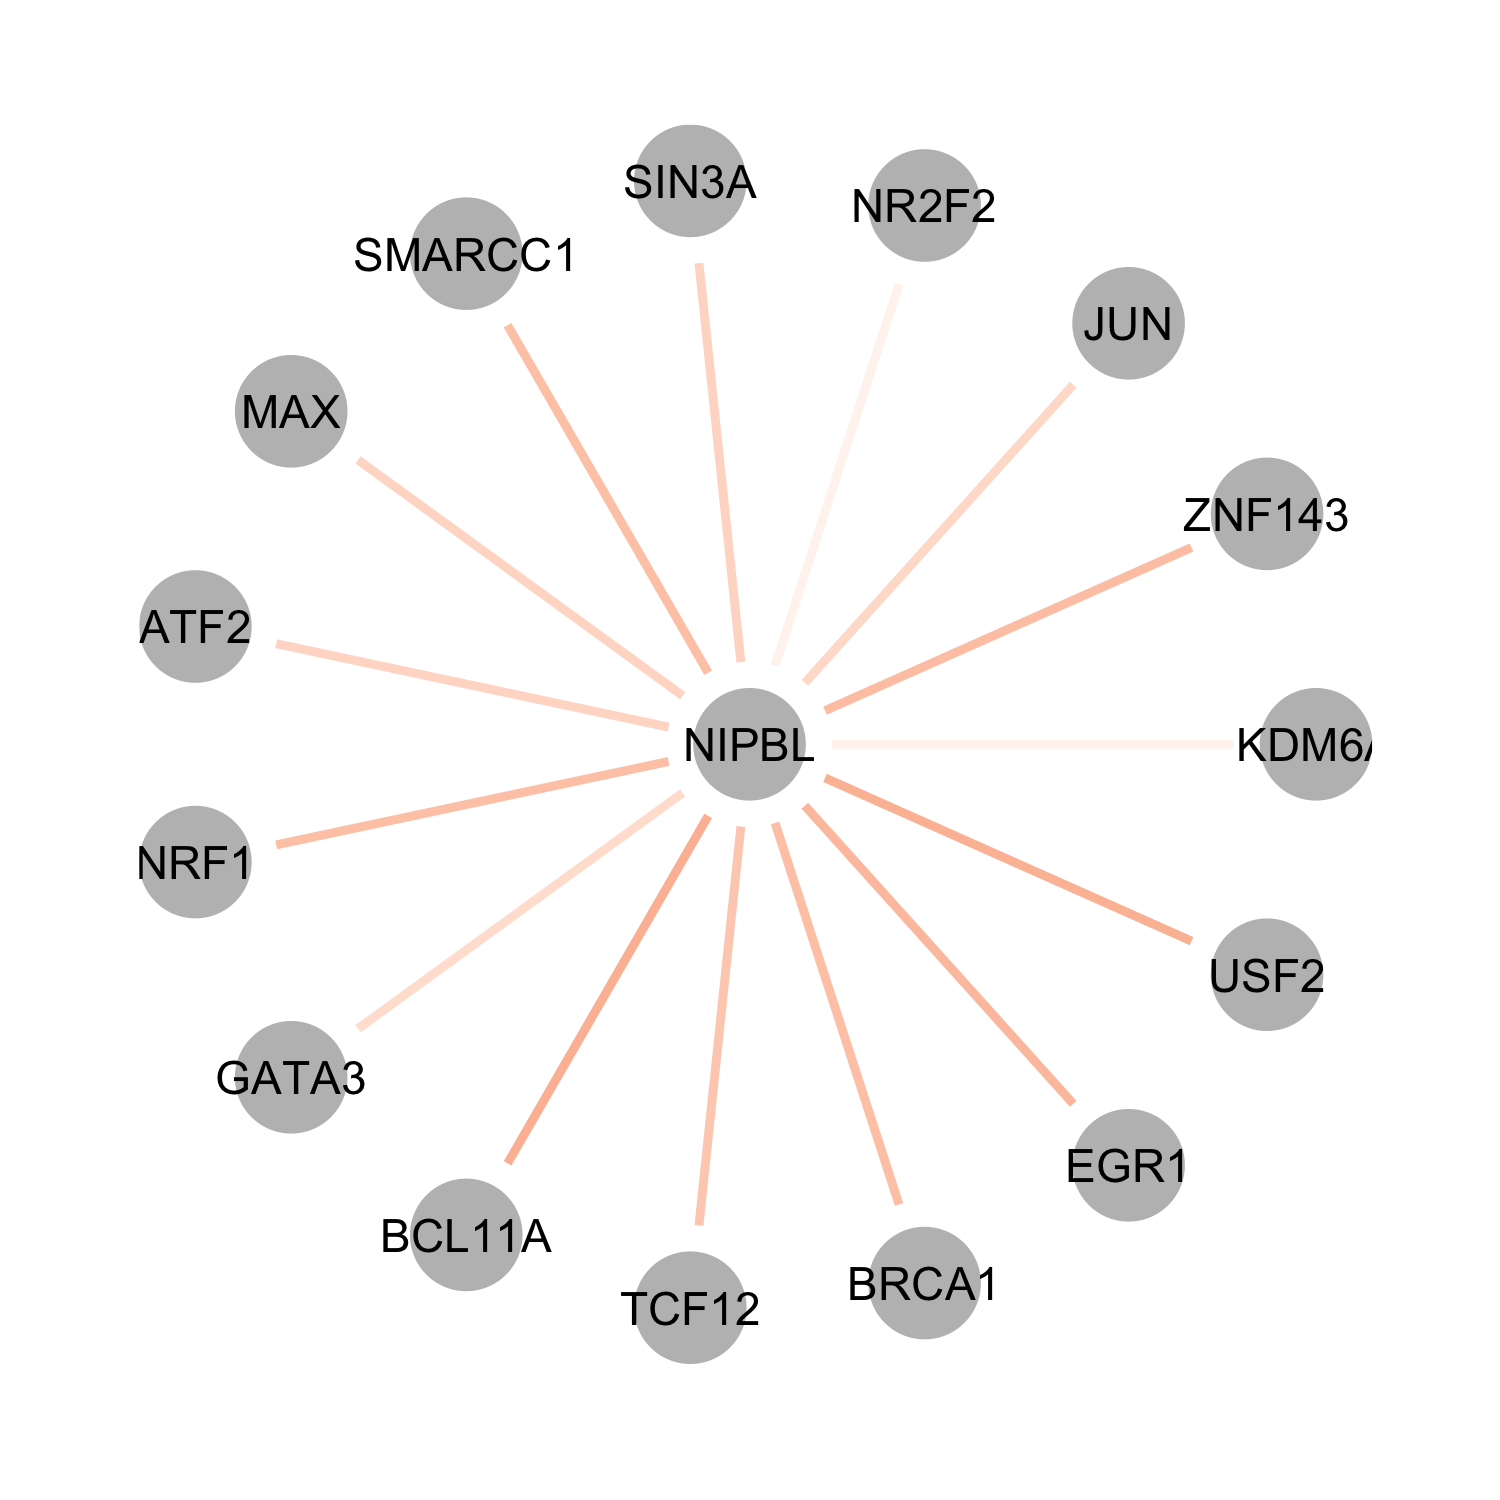 SIN3A
NR2F2
SMARCC1
JUN
MAX
ZNF143
ATF2
NIPBL
KDM6A
NRF1
USF2
GATA3
EGR1
BCL11A
BRCA1
TCF12